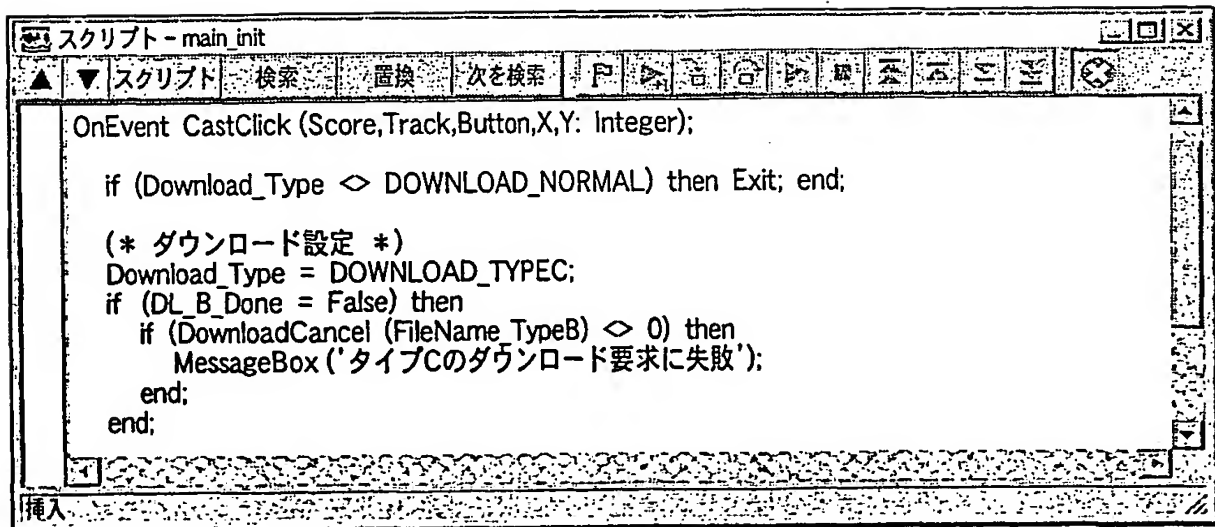 スクリプト - main_init
▲ ▼ スクリプト 検索 置換 次を検索
OnEvent CastClick (Score,Track,Button,X,Y: Integer);
if (Download_Type <> DOWNLOAD_NORMAL) then Exit; end;
(* ダウンロード設定 *)
Download_Type = DOWNLOAD_TYPEC;
if (DL_B_Done = False) then
if (DownloadCancel (FileName_TypeB) <> 0) then
MessageBox ('タイプCのダウンロード要求に失敗');
end;
end;
挿入